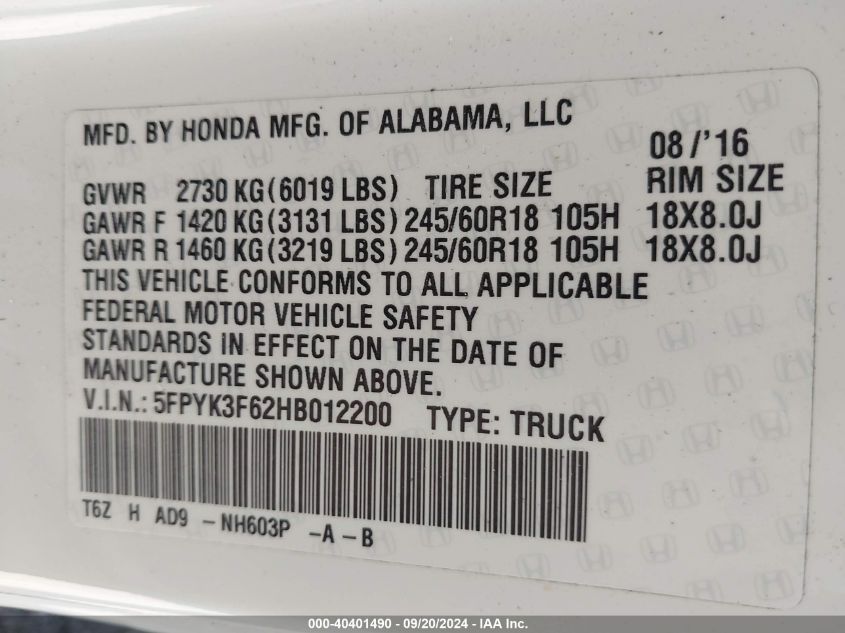 MFD. BY HONDA MFG. OF ALABAMA, LLC
08/'16
GVWR 2730 KG(6019 LBS) TIRE SIZE RIM SIZE
GAWR F 1420 KG(3131 LBS) 245/60R18 105H 18X8.0J
GAWR R 1460 KG(3219 LBS) 245/60R18 105H 18X8.0J
THIS VEHICLE CONFORMS TO ALL APPLICABLE
FEDERAL MOTOR VEHICLE SAFETY
STANDARDS IN EFFECT ON THE DATE OF
MANUFACTURE SHOWN ABOVE.
V.I.N.: 5FPYK3F62HB012200 TYPE: TRUCK
T6Z H AD9 - NH603P -A - B
000-40401490 - 09/20/2024 - IAA Inc.